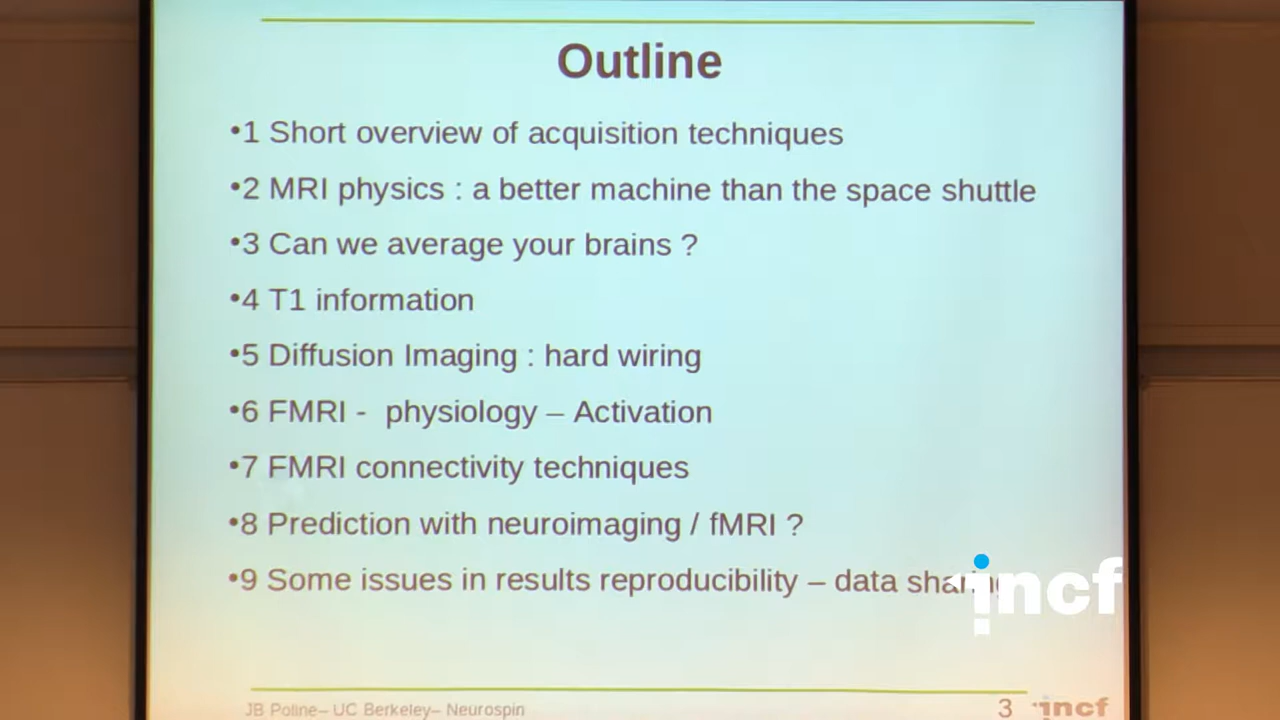 Outline
•1 Short overview of acquisition techniques
•2 MRI physics : a better machine than the space shuttle
•3 Can we average your brains ?
•4 T1 information
•5 Diffusion Imaging : hard wiring
•6 FMRI -  physiology – Activation
•7 FMRI connectivity techniques
•8 Prediction with neuroimaging / fMRI ?
•9 Some issues in results reproducibility – data sharing
incf
JB Poline– UC Berkeley– Neurospin
3
incf